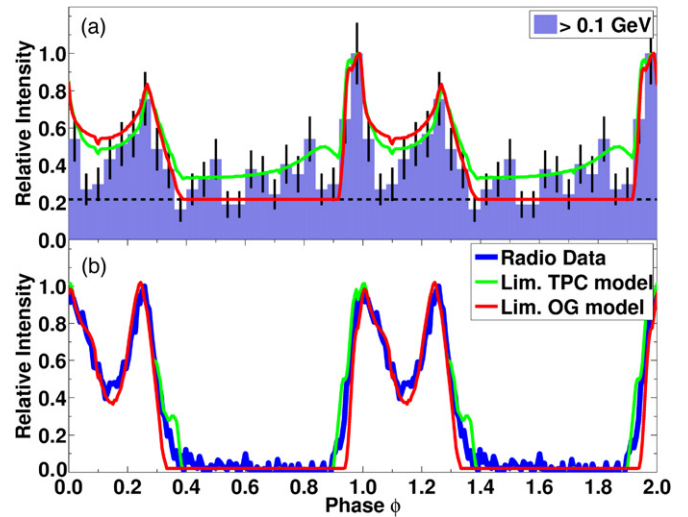 (a)
> 0.1 GeV
Relative Intensity
1.0
0.8
0.6
0.4
0.2
0.0
(b)
Radio Data
Lim. TPC model
Lim. OG model
Relative Intensity
1.0
0.8
0.6
0.4
0.2
0.0
0.0 0.2 0.4 0.6 0.8 1.0 1.2 1.4 1.6 1.8 2.0
Phase ϕ